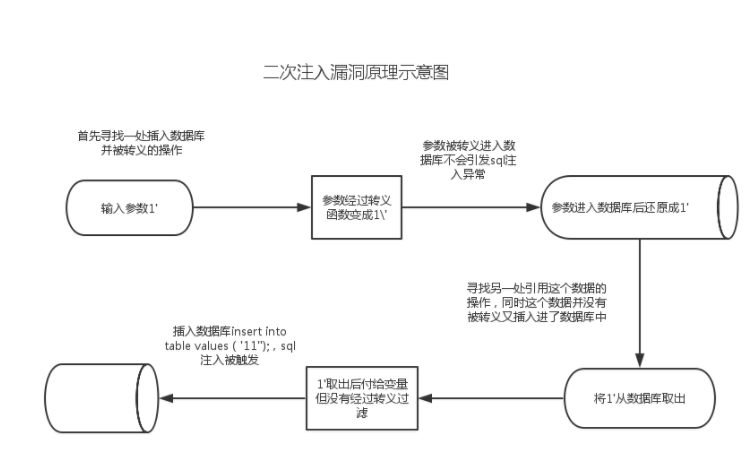 二次注入漏洞原理示意图
首先寻找一处插入数据库
并被转义的操作
参数被转义进入数
据库不会引发sql注
入异常
输入参数1'
参数经过转义
函数变成1\'
参数进入数据库后还原成1'
寻找另一处引用这个数据的
操作，同时这个数据并没有
被转义又插入进了数据库中
插入数据库insert into
table values ( '11'');，sql
注入被触发
1'取出后付给变量
但没有经过转义过
滤
将1'从数据库取出